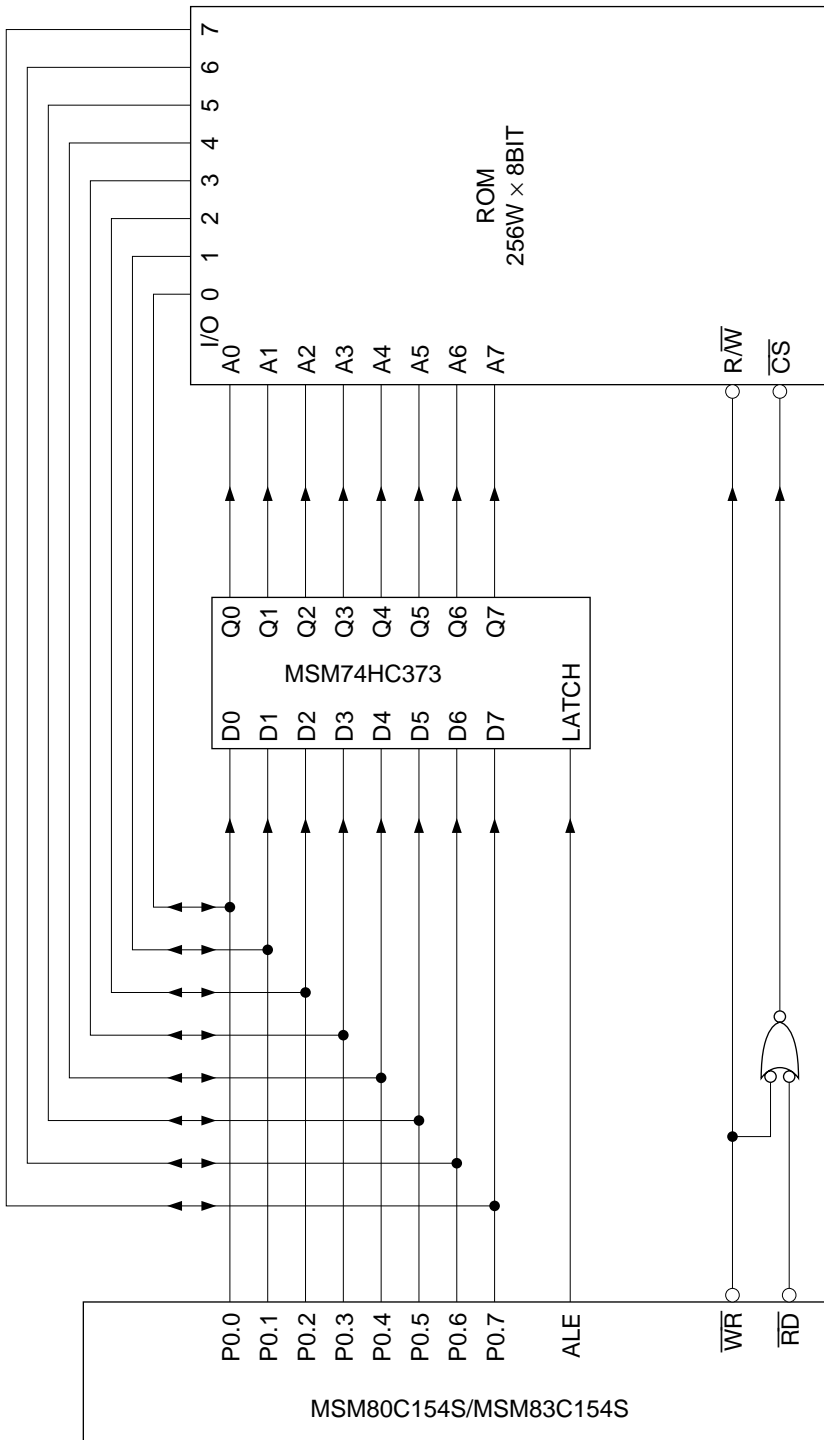 MSM80C154S/MSM83C154S
P0.0
P0.1
P0.2
P0.3
P0.4
P0.5
P0.6
P0.7
ALE
WR
RD
D0
D1
D2
D3
D4
D5
D6
D7
LATCH
MSM74HC373
Q0
Q1
Q2
Q3
Q4
Q5
Q6
Q7
I/O 0 1 2 3 4 5 6 7
A0
A1
A2
A3
A4
A5
A6
A7
R/W̅
C̅S̅
ROM
256W × 8BIT